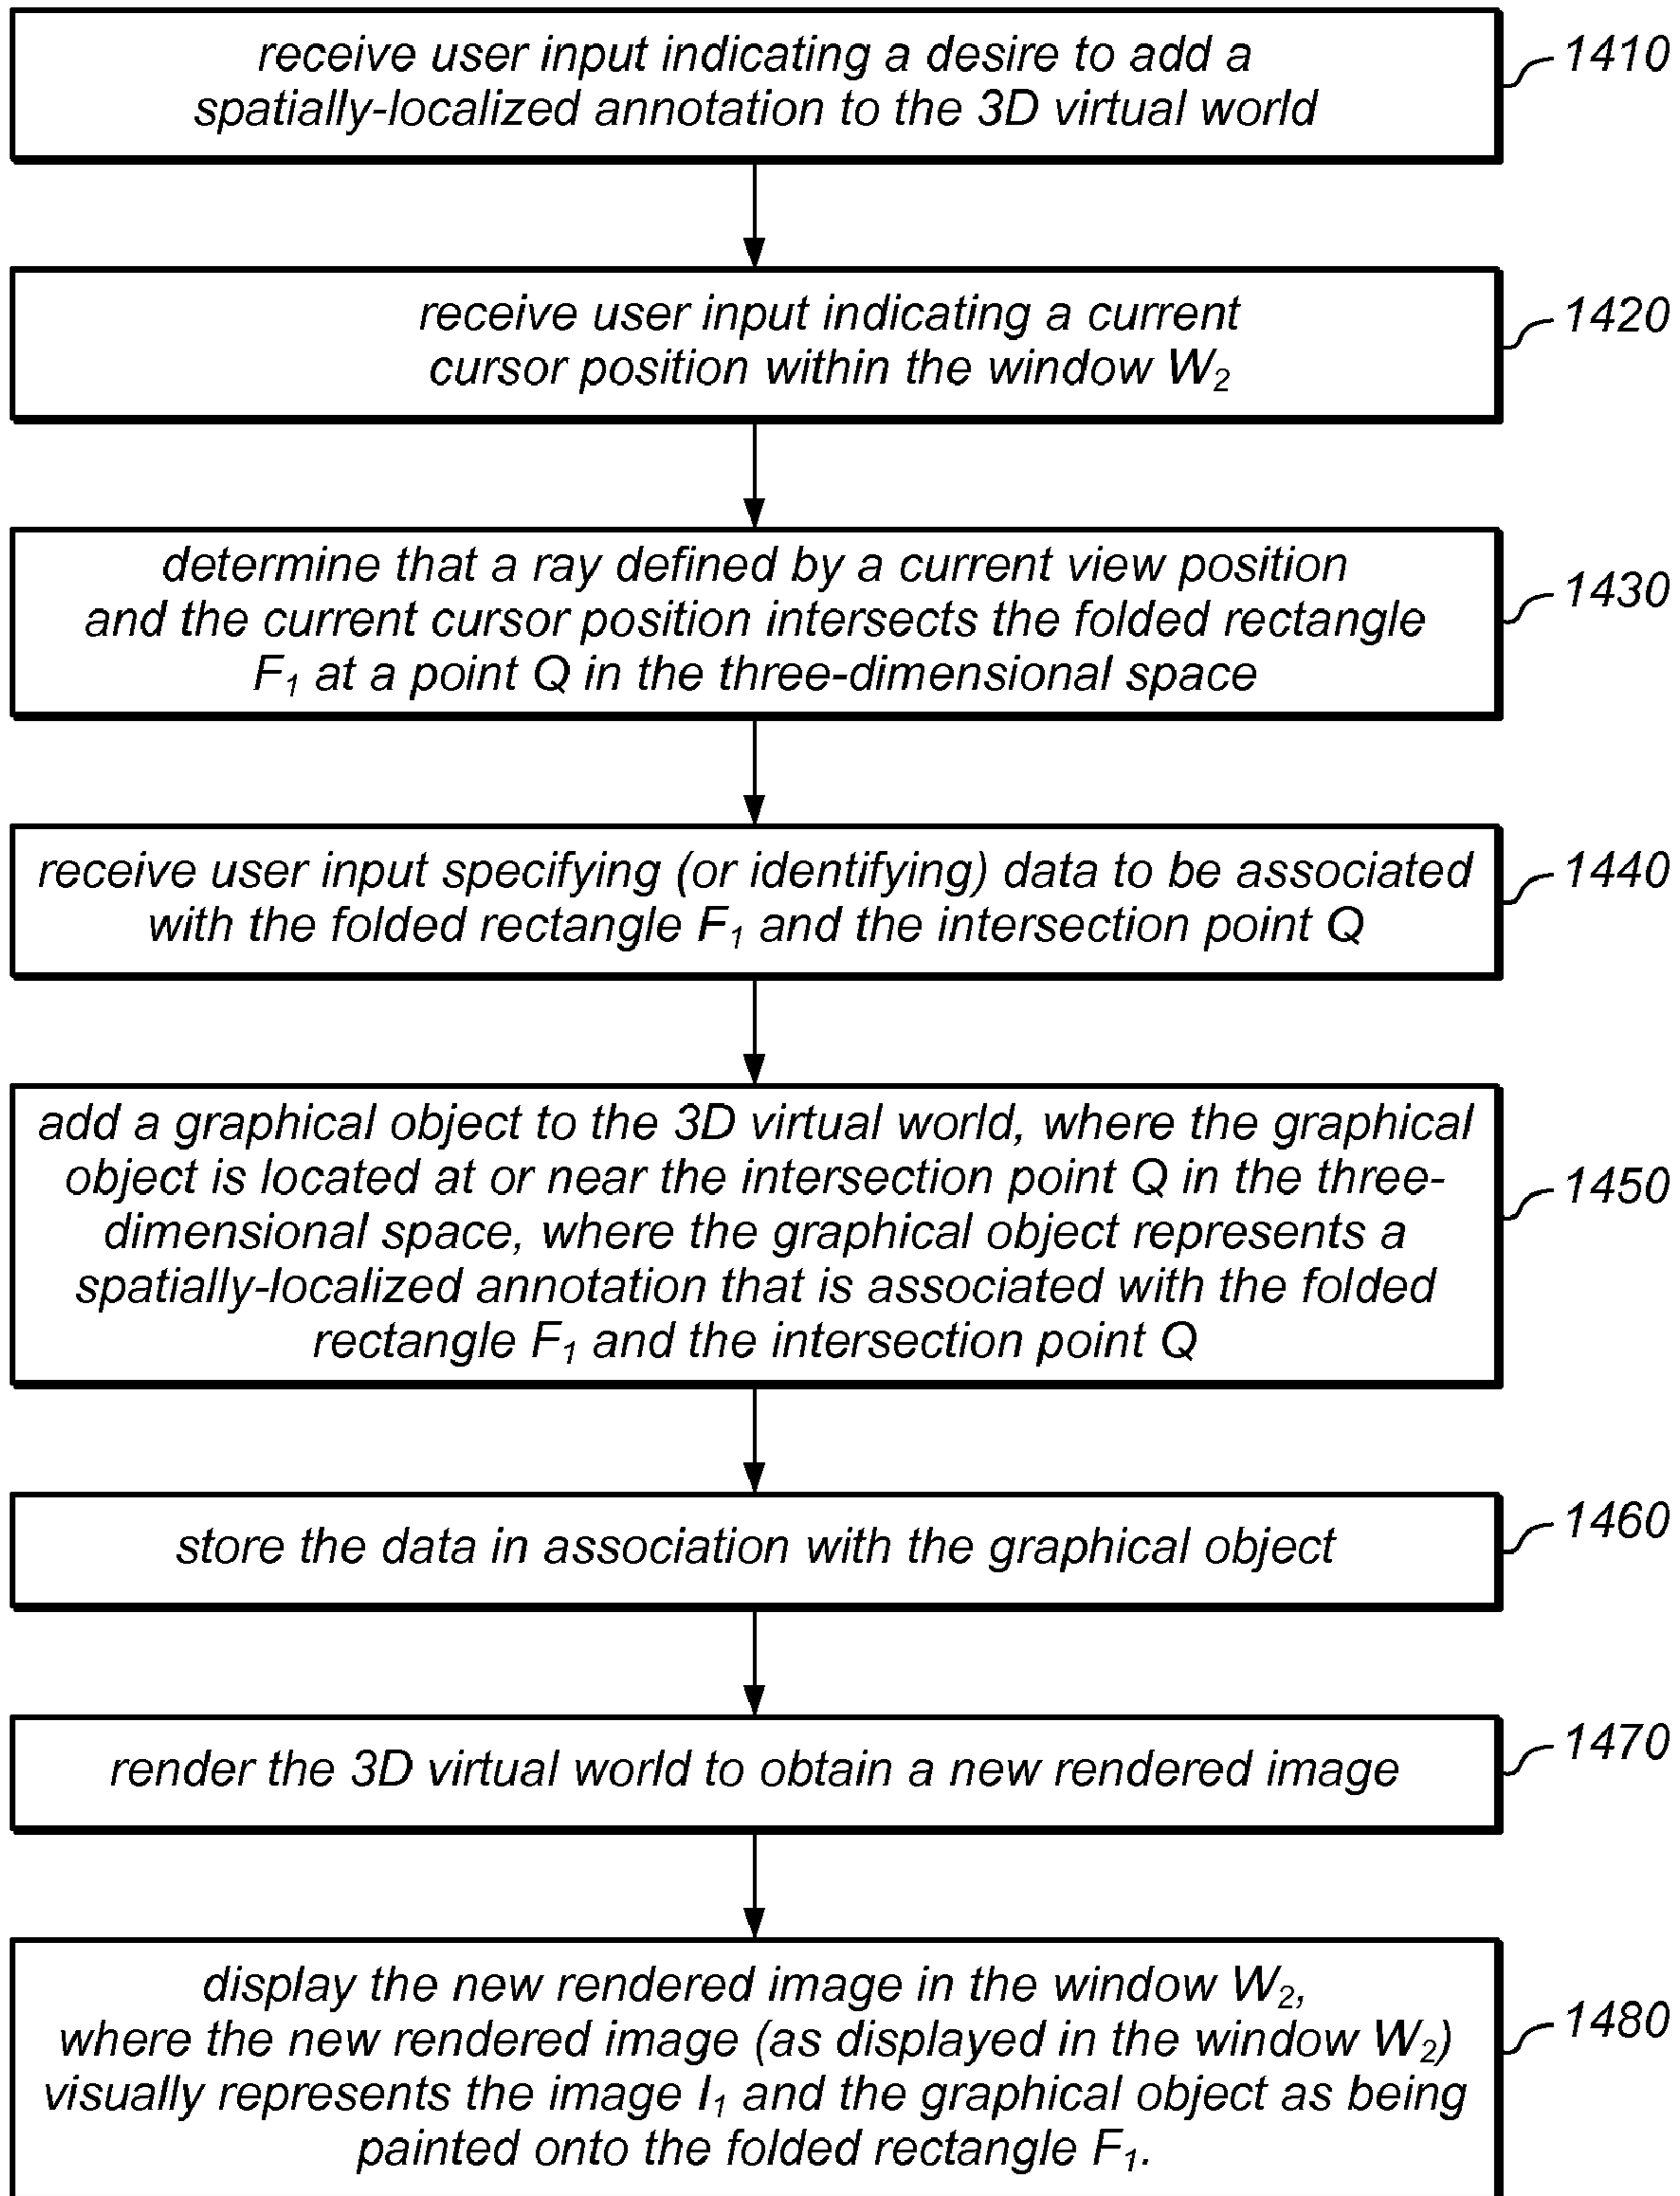 receive user input indicating a desire to add a
spatially-localized annotation to the 3D virtual world
1410
receive user input indicating a current
cursor position within the window W₂
1420
determine that a ray defined by a current view position
and the current cursor position intersects the folded rectangle
F₁ at a point Q in the three-dimensional space
1430
receive user input specifying (or identifying) data to be associated
with the folded rectangle F₁ and the intersection point Q
1440
add a graphical object to the 3D virtual world, where the graphical
object is located at or near the intersection point Q in the three-
dimensional space, where the graphical object represents a
spatially-localized annotation that is associated with the folded
rectangle F₁ and the intersection point Q
1450
store the data in association with the graphical object
1460
render the 3D virtual world to obtain a new rendered image
1470
display the new rendered image in the window W₂,
where the new rendered image (as displayed in the window W₂)
visually represents the image I₁ and the graphical object as being
painted onto the folded rectangle F₁.
1480